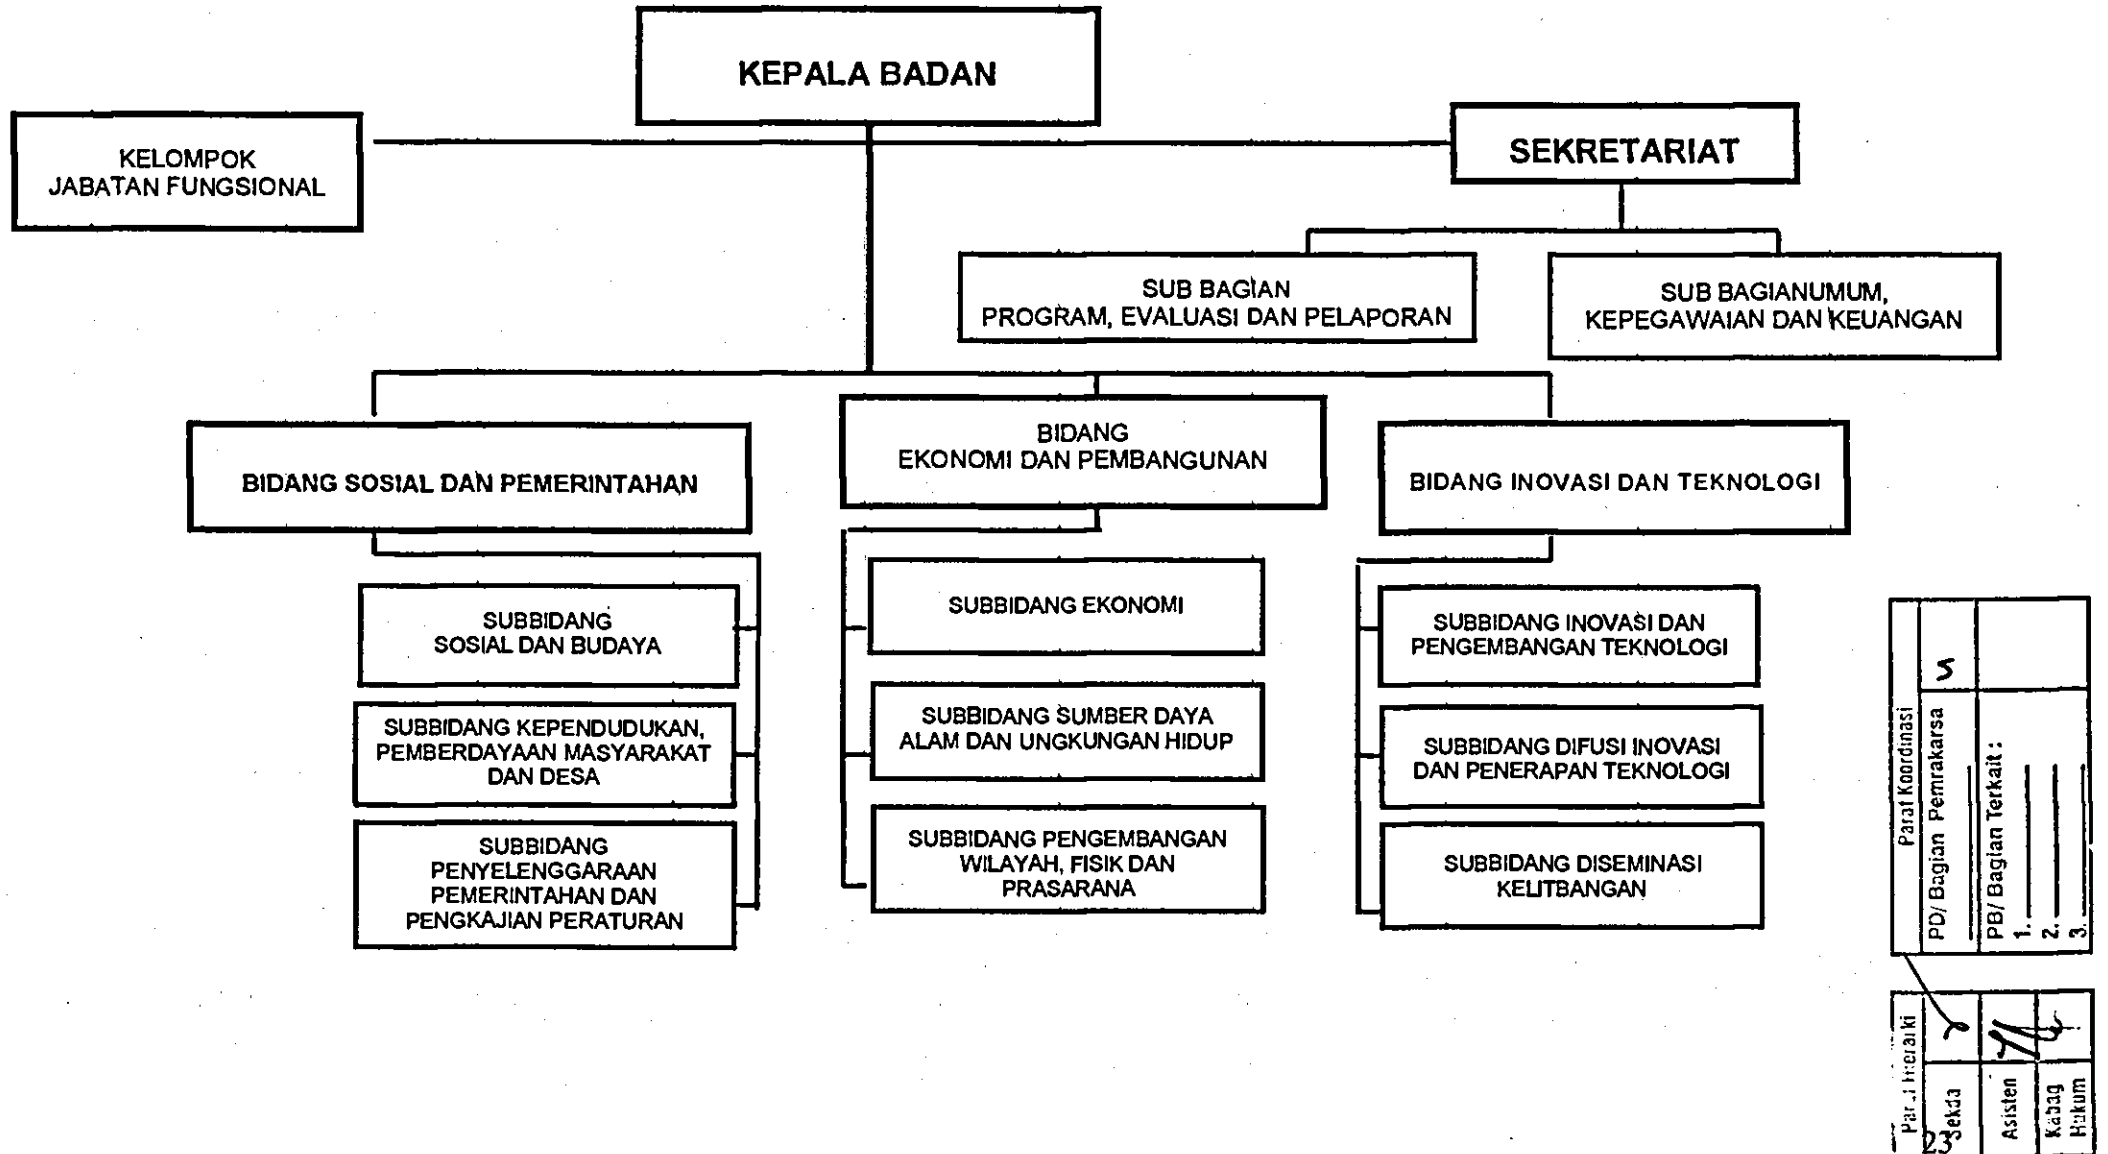 KEPALA BADAN
KELOMPOK
JABATAN FUNGSIONAL
SEKRETARIAT
SUB BAGIAN
PROGRAM, EVALUASI DAN PELAPORAN
SUB BAGIANUMUM,
KEPEGAWAIAN DAN KEUANGAN
BIDANG SOSIAL DAN PEMERINTAHAN
BIDANG
EKONOMI DAN PEMBANGUNAN
BIDANG INOVASI DAN TEKNOLOGI
SUBBIDANG
SOSIAL DAN BUDAYA
SUBBIDANG KEPENDUDUKAN,
PEMBERDAYAAN MASYARAKAT
DAN DESA
SUBBIDANG
PENYELENGGARAAN
PEMERINTAHAN DAN
PENGKAJIAN PERATURAN
SUBBIDANG EKONOMI
SUBBIDANG SUMBER DAYA
ALAM DAN UNGKUNGAN HIDUP
SUBBIDANG PENGEMBANGAN
WILAYAH, FISIK DAN
PRASARANA
SUBBIDANG INOVASI DAN
PENGEMBANGAN TEKNOLOGI
SUBBIDANG DIFUSI INOVASI
DAN PENERAPAN TEKNOLOGI
SUBBIDANG DISEMINASI
KELITBANGAN
Paraf Koordinasi
PD/ Bagian Pemrakarsa
PB/ Bagian Terkait :
1.
2.
3.
Sekda
Asisten
Kabag
Hukum
23